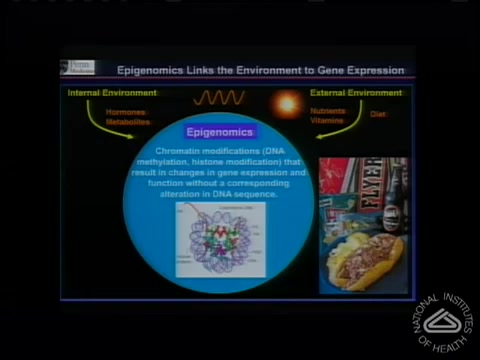 Penn
Medicine
Epigenomics Links the Environment to Gene Expression
Internal Environment
External Environment
Hormones
Metabolites
Nutrients
Vitamins
Diet
Epigenomics
Chromatin modifications (DNA
methylation, histone modification) that
result in changes in gene expression and
function without a corresponding
alteration in DNA sequence.
FLYER
NATIONAL INSTITUTES
OF HEALTH